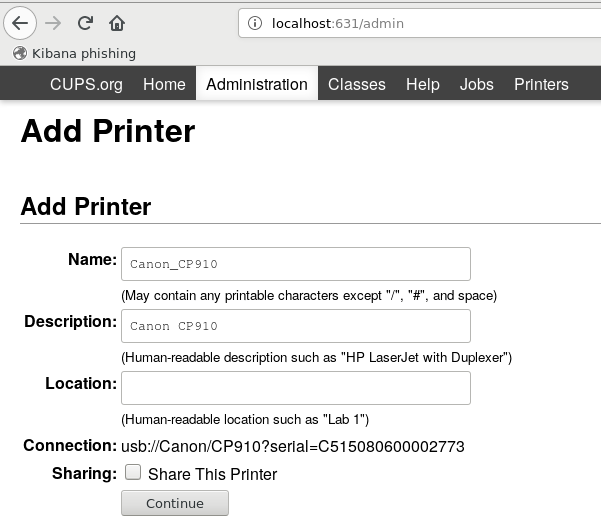 localhost:631/admin
Kibana phishing
CUPS.org Home Administration Classes Help Jobs Printers
Add Printer
Add Printer
Name: Canon_CP910
(May contain any printable characters except "/", "#", and space)
Description: Canon CP910
(Human-readable description such as "HP LaserJet with Duplexer")
Location:
(Human-readable location such as "Lab 1")
Connection: usb://Canon/CP910?serial=C515080600002773
Sharing: Share This Printer
Continue